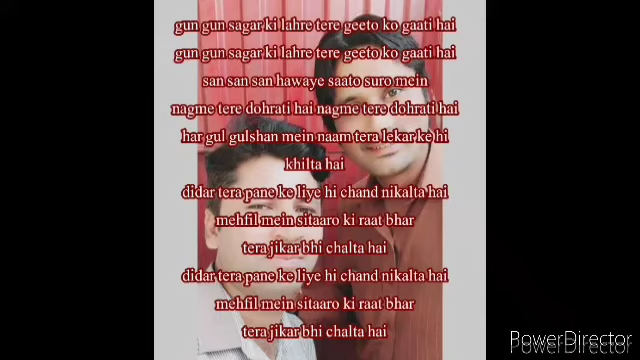 gun gun sagar ki lahre tere geeto ko gaati hai
gun gun sagar ki lahre tere geeto ko gaati hai
san san san hawaye saato suro mein
nagme tere dohrati hai nagme tere dohrati hai
har gul gulshan mein naam tera lekar ke hi
khilta hai
didar tera pane ke liye hi chand nikalta hai
mehfil mein sitaaro ki raat bhar
tera jikar bhi chalta hai
didar tera pane ke liye hi chand nikalta hai
mehfil mein sitaaro ki raat bhar
tera jikar bhi chalta hai
PowerDirector